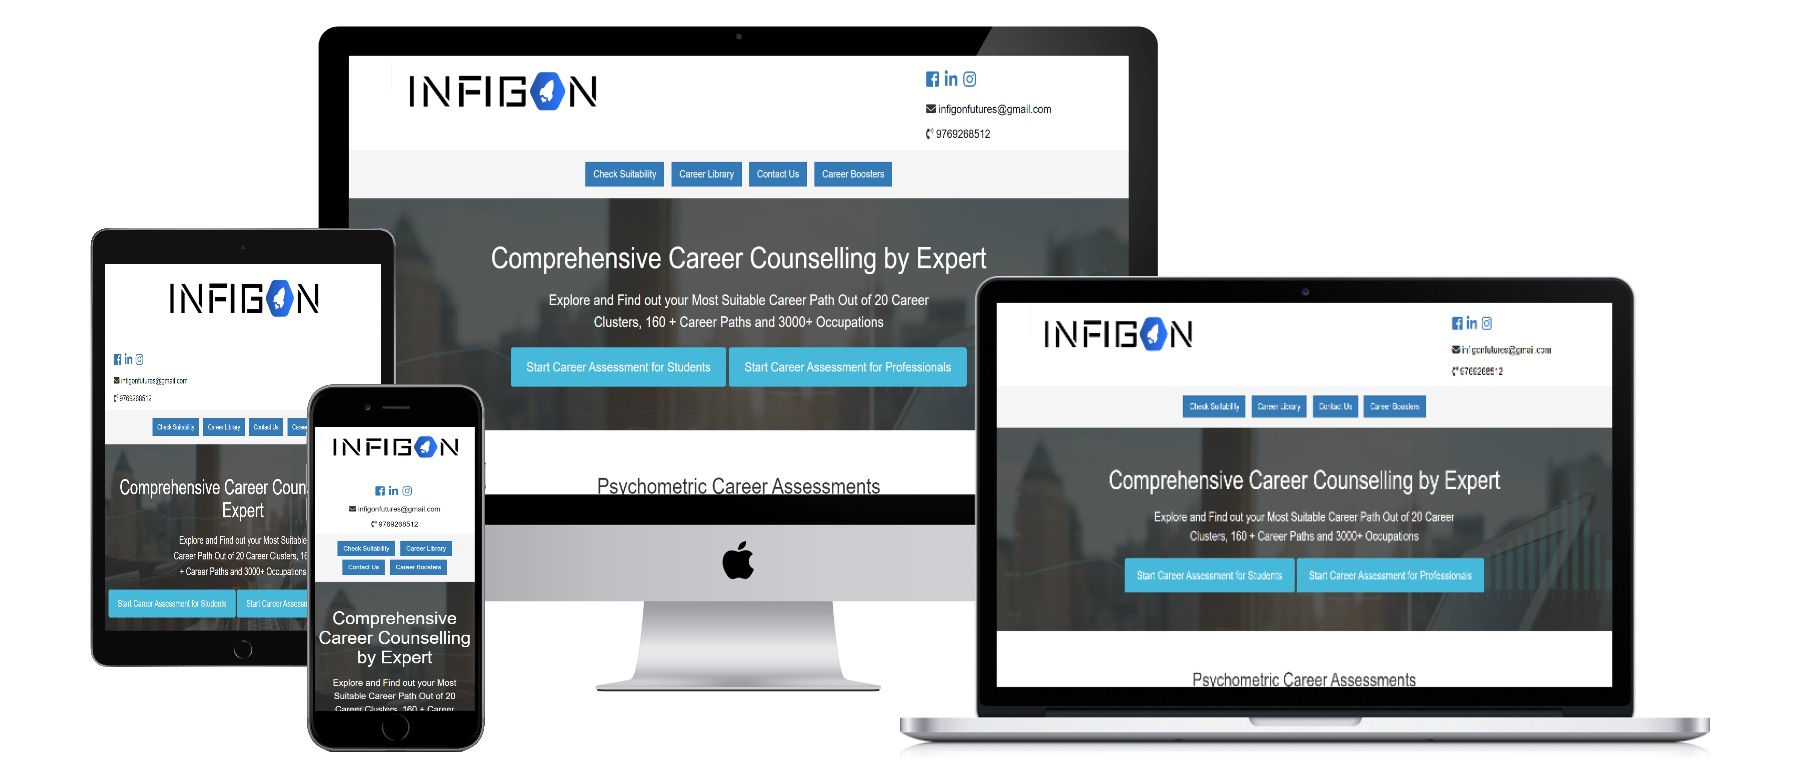 INFIGON
infigonfutures@gmail.com
9769268512
Check Suitability Career Library Contact Us Career Boosters
Comprehensive Career Counselling by Expert
Explore and Find out your Most Suitable Career Path Out of 20 Career
Clusters, 160 + Career Paths and 3000+ Occupations
Start Career Assessment for Students Start Career Assessment for Professionals
Psychometric Career Assessments
INFIGON
infigonfutures@gmail.com
9769268512
Check Suitability Career Library Contact Us Caree
Comprehensive Career Coun
Expert
Explore and Find out your Most Suitable
Career Path Out of 20 Career Clusters, 16
+ Career Paths and 3000+ Occupations
Start Career Assessment for Students Start Career Assessm
INFIGON
infigonfutures@gmail.com
9769268512
Check Suitability Career Library
Contact Us Career Boosters
Comprehensive
Career Counselling
by Expert
Explore and Find out your Most
Suitable Career Path Out of 20
Career Clusters, 160 + Career
INFIGON
infigonfutures@gmail.com
9769268512
Check Suitability Career Library Contact Us Career Boosters
Comprehensive Career Counselling by Expert
Explore and Find out your Most Suitable Career Path Out of 20 Career
Clusters, 160 + Career Paths and 3000+ Occupations
Start Career Assessment for Students Start Career Assessment for Professionals
Psychometric Career Assessments